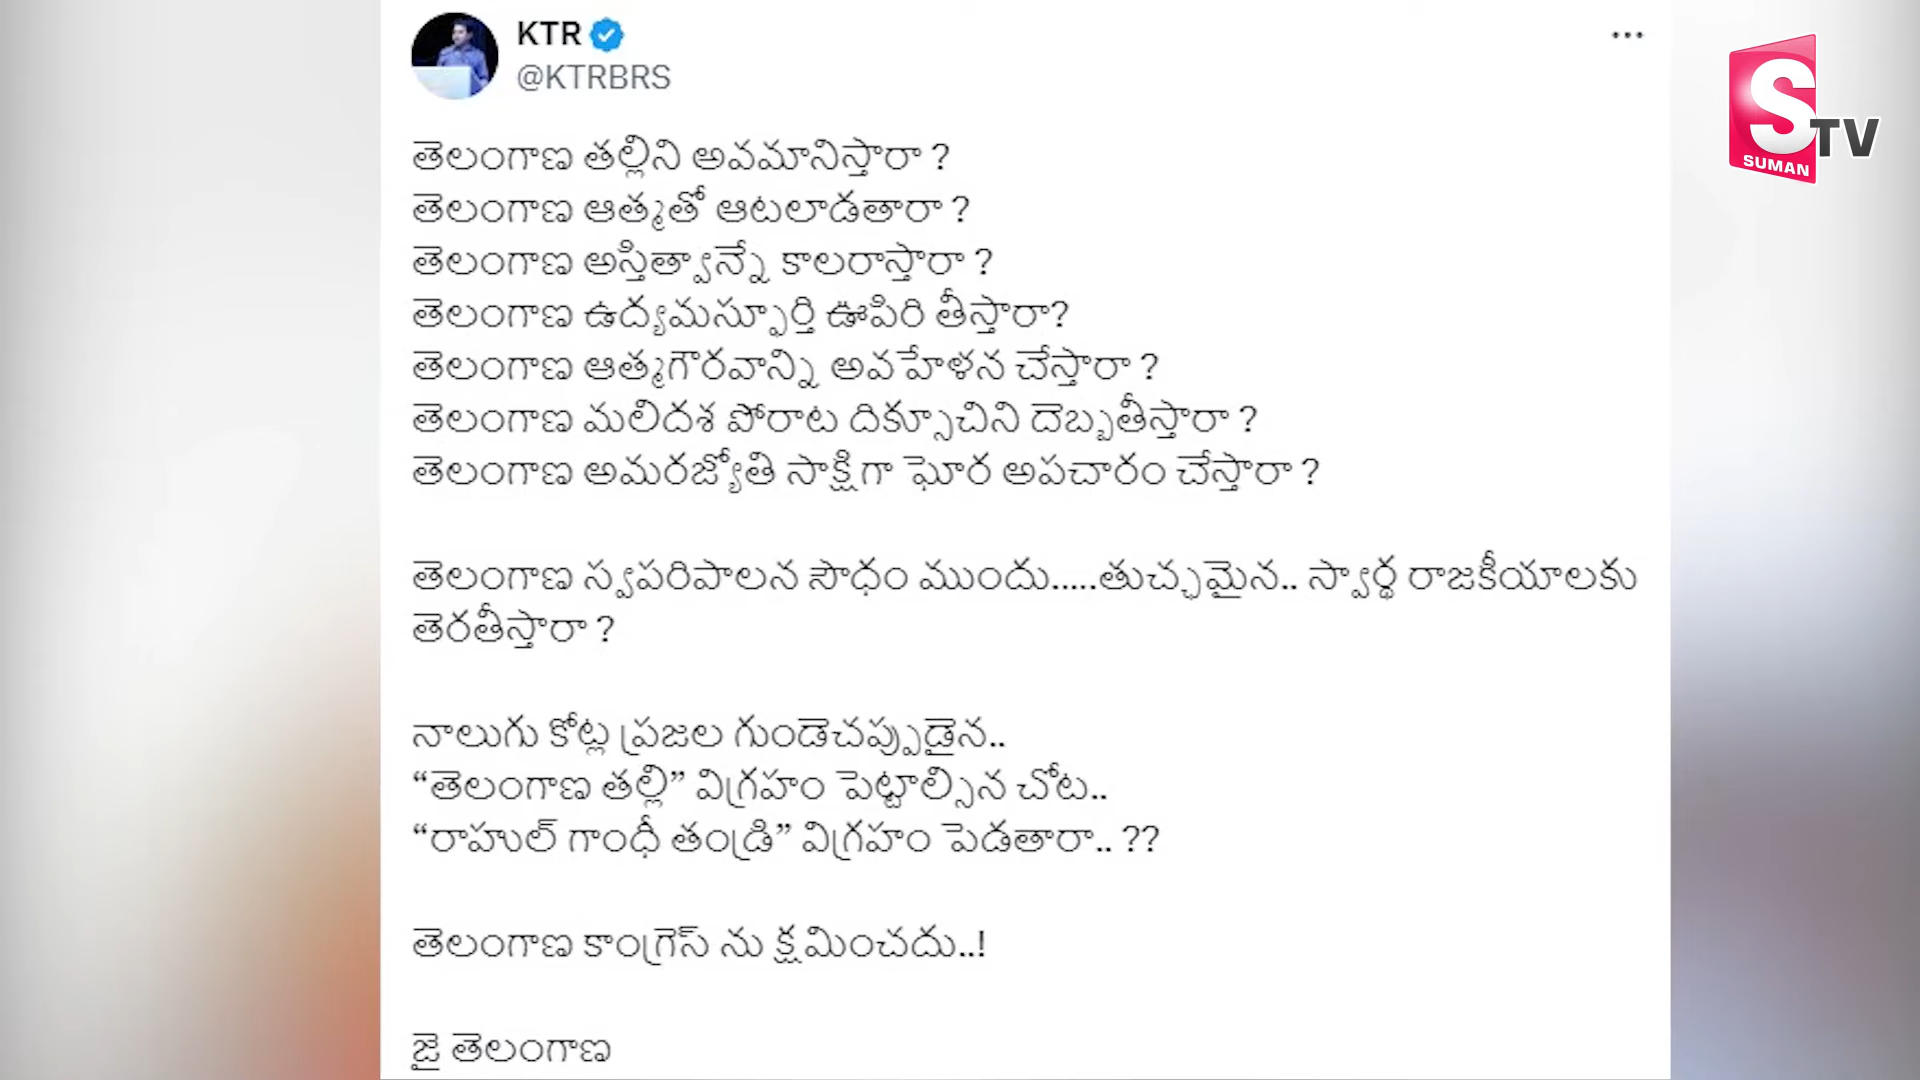 KTR
@KTRBRS
S
TV
SUMAN
తెలంగాణ తల్లిని అవమానిస్తారా ?
తెలంగాణ ఆత్మతో ఆటలాడతారా ?
తెలంగాణ అస్తిత్వాన్నే కాలరాస్తారా ?
తెలంగాణ ఉద్యమస్ఫూర్తి ఊపిరి తీస్తారా?
తెలంగాణ ఆత్మగౌరవాన్ని అవహేళన చేస్తారా ?
తెలంగాణ మలిదశ పోరాట దిక్సూచిని దెబ్బతీస్తారా ?
తెలంగాణ అమరజ్యోతి సాక్షిగా ఘోర అపచారం చేస్తారా ?
తెలంగాణ స్వపరిపాలన సౌధం ముందు.....తుచ్ఛమైన.. స్వార్థ రాజకీయాలకు
తెరతీస్తారా ?
నాలుగు కోట్ల ప్రజల గుండెచప్పుడైన..
“తెలంగాణ తల్లి” విగ్రహం పెట్టాల్సిన చోట..
“రాహుల్ గాంధీ తండ్రి” విగ్రహం పెడతారా.. ??
తెలంగాణ కాంగ్రెస్ ను క్షమించదు..!
జై తెలంగాణ